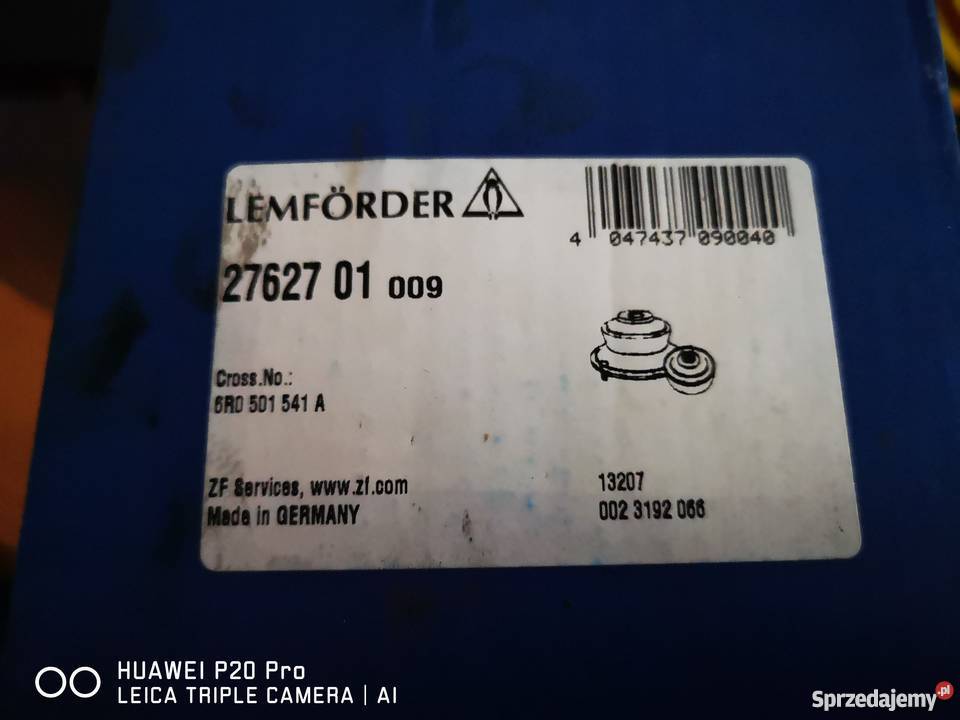 LEMFÖRDER
4 047437 090040
27627 01 009
Cross.No.:
6R0 501 541 A
ZF Services, www.zf.com
Made in GERMANY
13207
002 3192 066
HUAWEI P20 Pro
LEICA TRIPLE CAMERA | AI
Sprzedajemy.pl